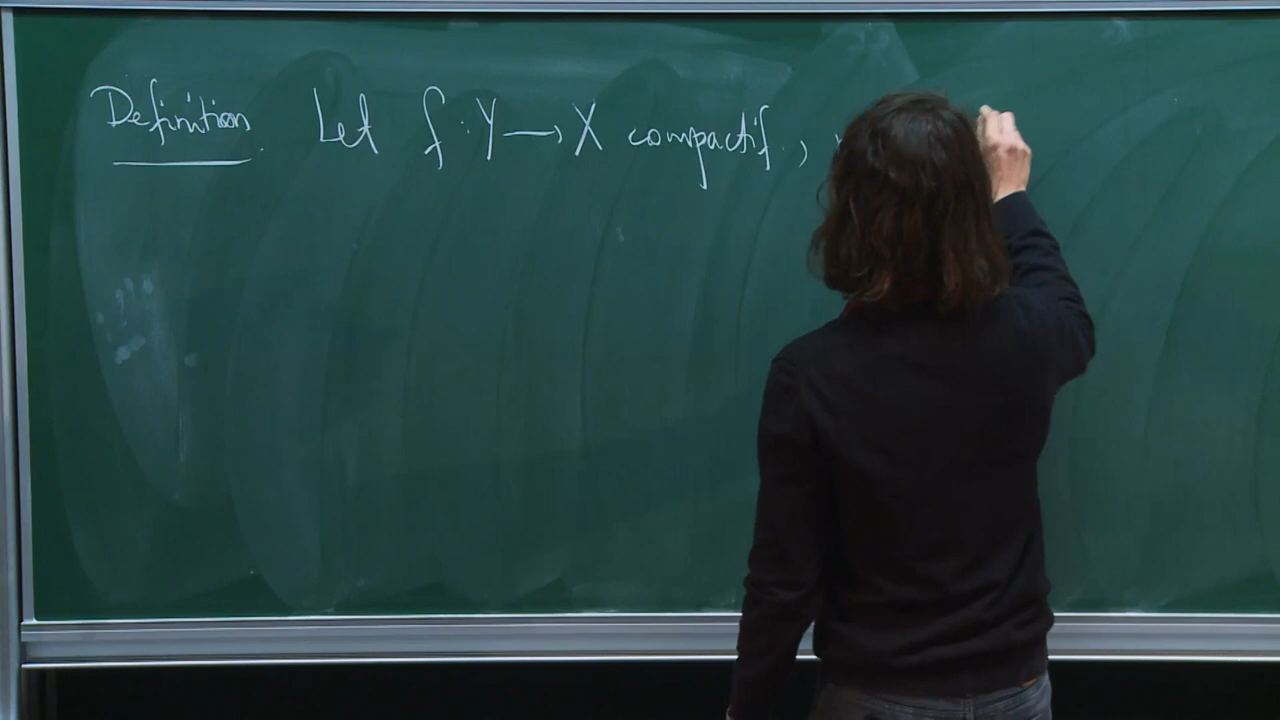 Definition. Let f : Y → X compactif.,